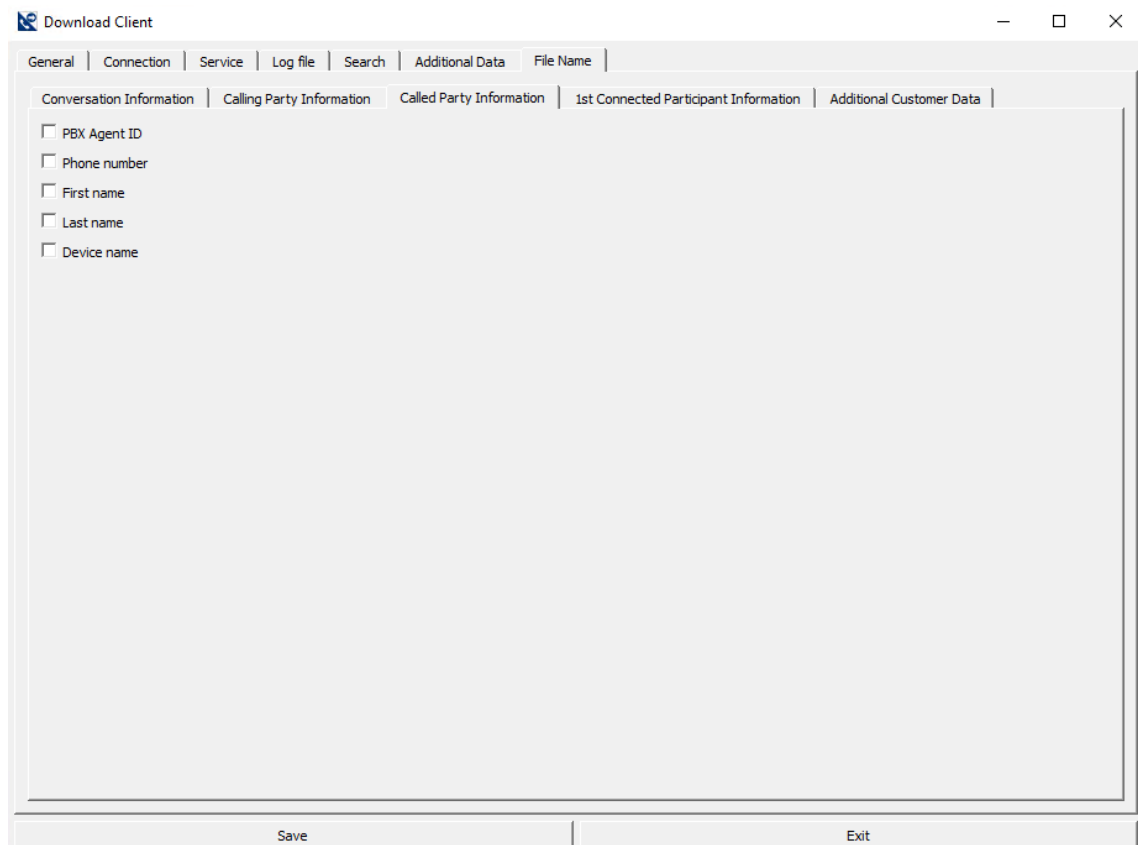 Download Client
General Connection Service Log file Search Additional Data File Name
Conversation Information Calling Party Information Called Party Information 1st Connected Participant Information Additional Customer Data
PBX Agent ID
Phone number
First name
Last name
Device name
Save Exit